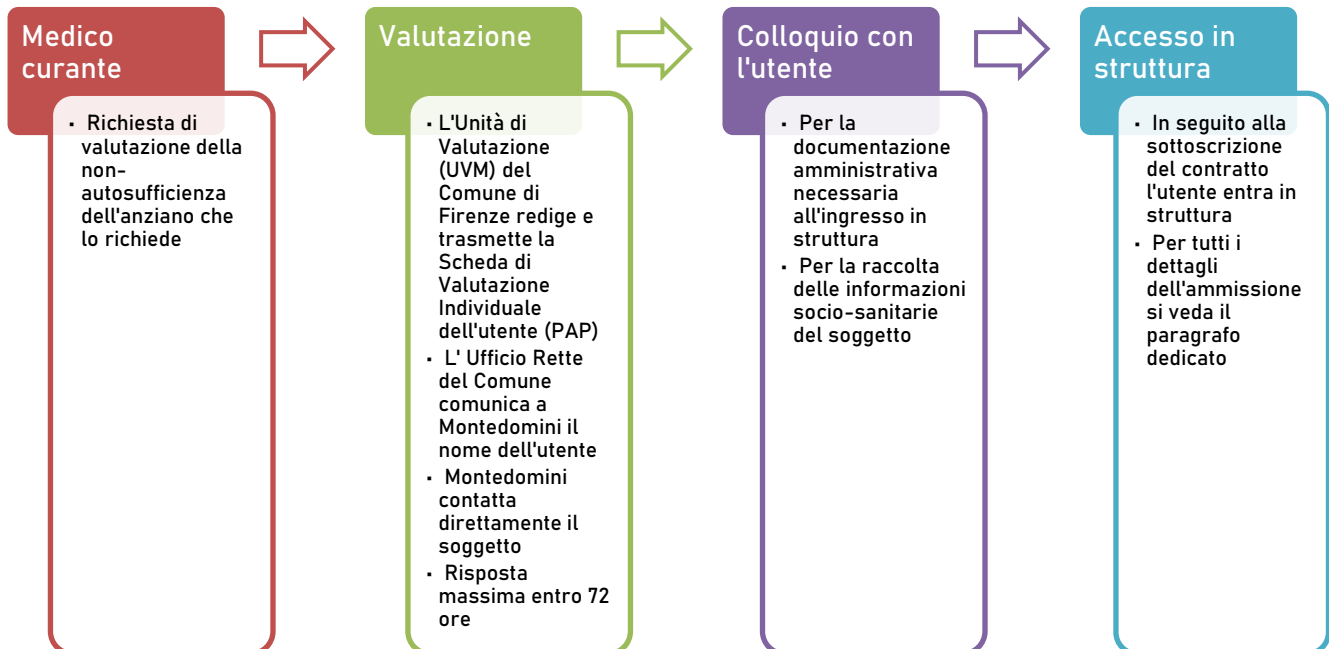 Medico
curante
· Richiesta di
valutazione della
non-
autosufficienza
dell'anziano che
lo richiede
Valutazione
· L'Unità di
Valutazione
(UVM) del
Comune di
Firenze redige e
trasmette la
Scheda di
Valutazione
Individuale
dell'utente (PAP)
· L' Ufficio Rette
del Comune
comunica a
Montedomini il
nome dell'utente
· Montedomini
contatta
direttamente il
soggetto
· Risposta
massima entro 72
ore
Colloquio con
l'utente
· Per la
documentazione
amministrativa
necessaria
all'ingresso in
struttura
· Per la raccolta
delle informazioni
socio-sanitarie
del soggetto
Accesso in
struttura
· In seguito alla
sottoscrizione
del contratto
l'utente entra in
struttura
· Per tutti i
dettagli
dell'ammissione
si veda il
paragrafo
dedicato